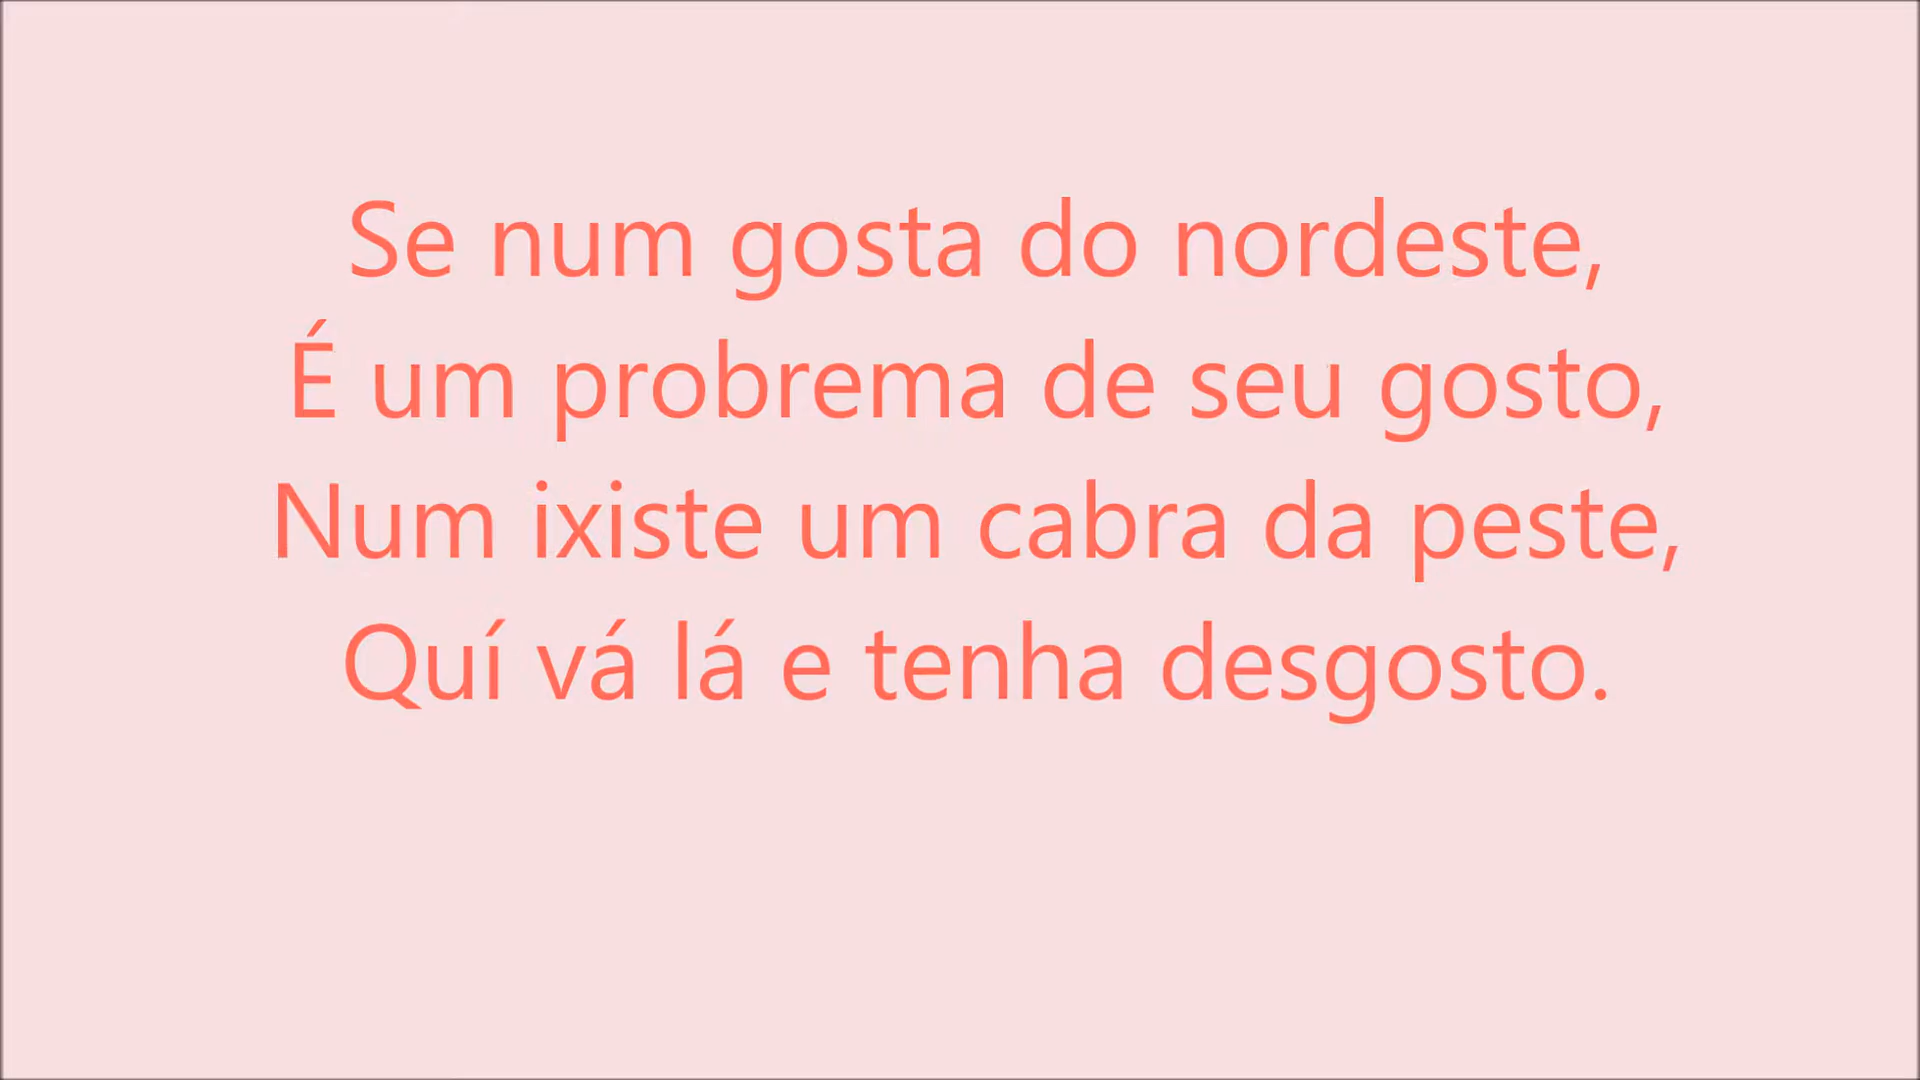 Se num gosta do nordeste,
É um probrema de seu gosto,
Num ixiste um cabra da peste,
Quí vá lá e tenha desgosto.